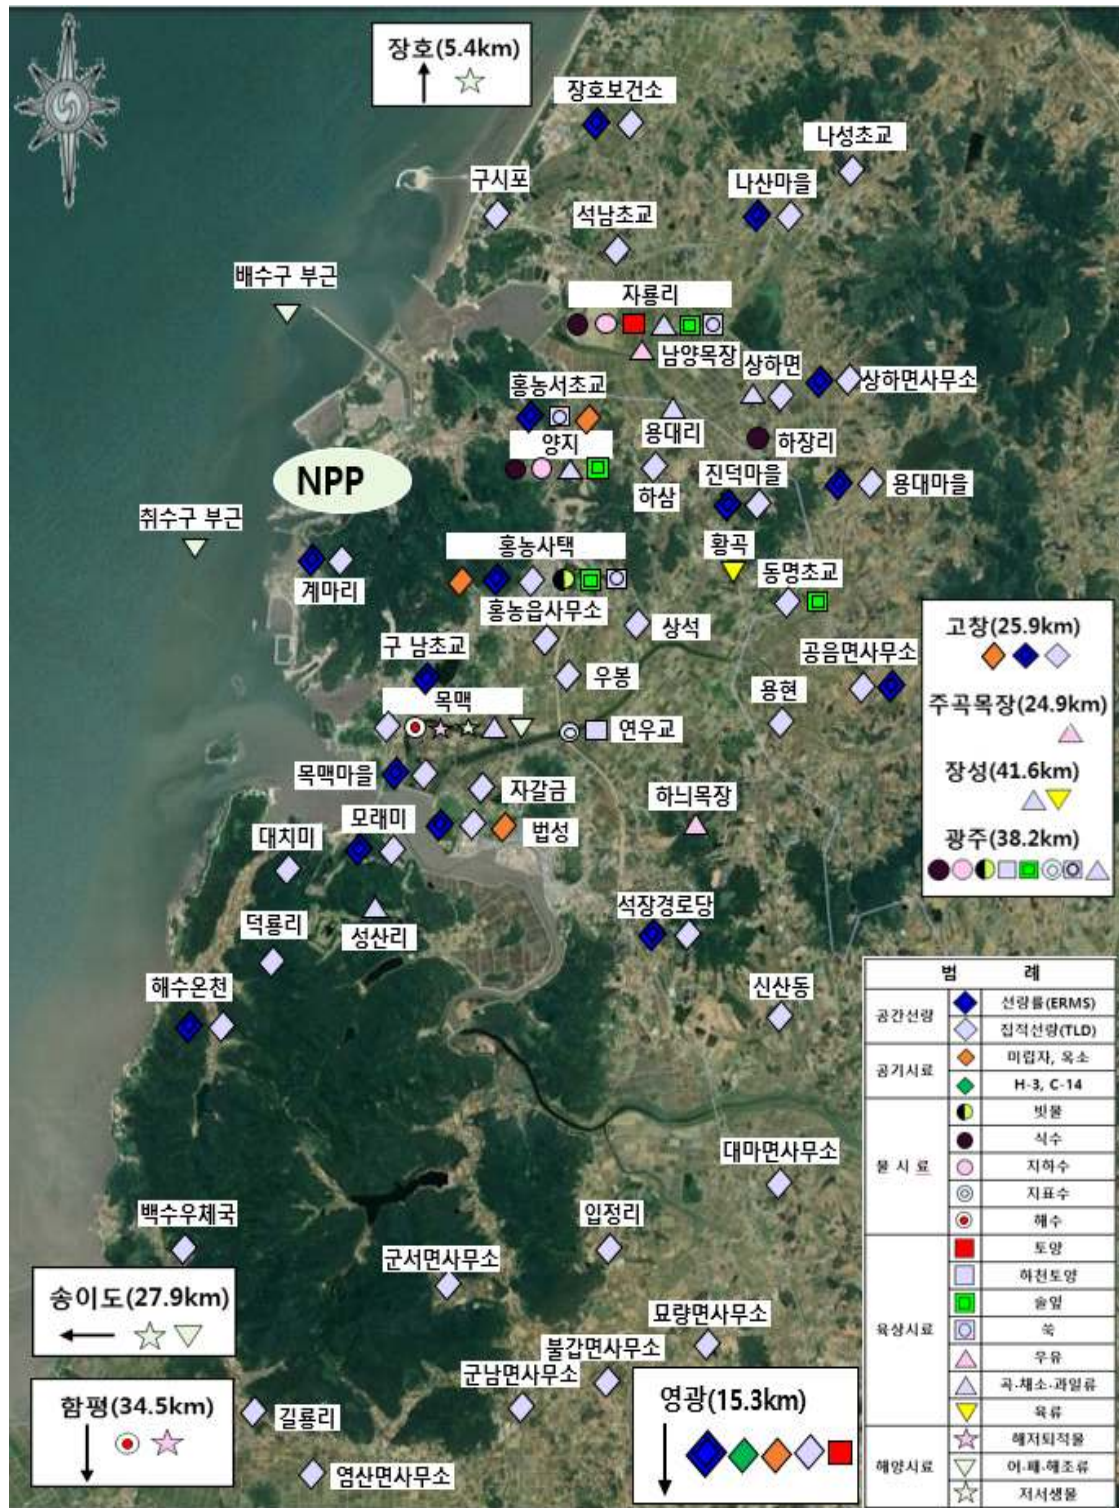 장호(5.4km)
장호보건소
나성초교
구시포
나산마을
석남초교
배수구 부근
자룡리
남양목장
상하면
상하면사무소
홍농서초교
용대리
하장리
양지
NPP
하삼
진덕마을
용대마을
취수구 부근
홍농사택
황곡
계마리
동명초교
홍농읍사무소
상석
고창(25.9km)
구 남초교
우봉
공음면사무소
용현
목맥
연우교
주곡목장(24.9km)
목맥마을
자갈금
하늬목장
장성(41.6km)
모래미
법성
대치미
광주(38.2km)
성산리
석장경로당
덕룡리
해수온천
신산동
범 례
공간선량
선량률(ERMS)
집적선량(TLD)
공기시료
미립자, 옥소
H-3, C-14
물 시 료
빗물
식수
지하수
지표수
해수
육상시료
토양
하천토양
솔잎
쑥
우유
곡·채소·과일류
육류
해양시료
해저퇴적물
어·패·해조류
저서생물
대마면사무소
백수우체국
입정리
군서면사무소
송이도(27.9km)
묘량면사무소
불갑면사무소
군남면사무소
함평(34.5km)
영광(15.3km)
길룡리
염산면사무소